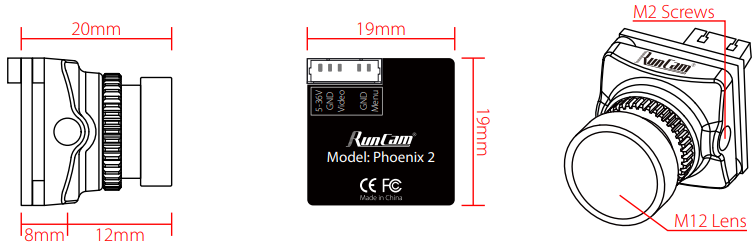 20mm
8mm
12mm
19mm
19mm
5-36V
GND
Video
GND
Menu
RunCam®
Model: Phoenix 2
CE FC
Made in China
M2 Screws
RunCam
M12 Lens